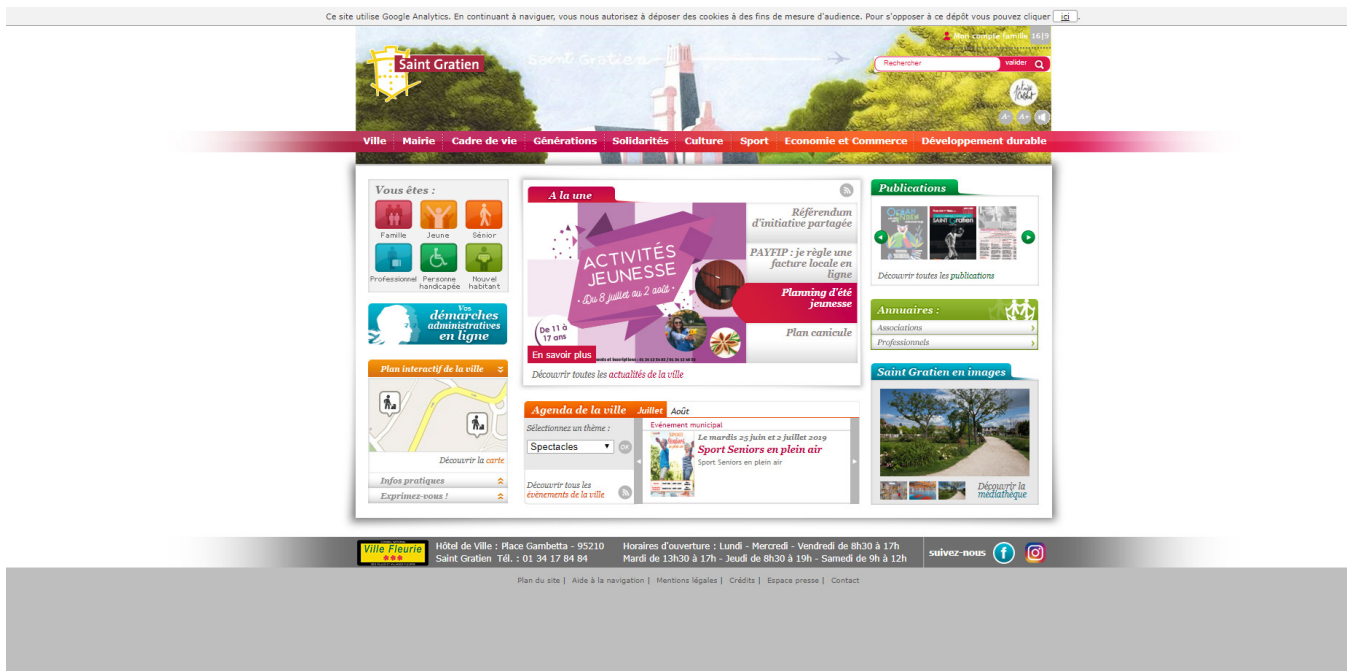 Ce site utilise Google Analytics. En continuant à naviguer, vous nous autorisez à déposer des cookies à des fins de mesure d'audience. Pour s'opposer à ce dépôt vous pouvez cliquer ici .
Saint Gratien
Saint Gratien
Mon compte famille 16|9
Rechercher valider
A- A+
Ville Mairie Cadre de vie Générations Solidarités Culture Sport Economie et Commerce Développement durable
Vous êtes :
Famille Jeune Sénior
Professionnel Personne handicapée Nouvel habitant
Vos
démarches
administratives
en ligne
Plan interactif de la ville
Découvrir la carte
Infos pratiques
Exprimez-vous !
A la une
ACTIVITÉS
JEUNESSE
- Du 8 juillet au 2 août -
De 11 à
17 ans
En savoir plus
Référendum
d'initiative partagée
PAYFIP : je règle une
facture locale en
ligne
Planning d'été
jeunesse
Plan canicule
Découvrir toutes les actualités de la ville
Agenda de la ville Juillet Août
Sélectionnez un thème :
Spectacles OK
Découvrir tous les
événements de la ville
Evénement municipal
Le mardis 25 juin et 2 juillet 2019
Sport Seniors en plein air
Sport Seniors en plein air
Publications
SAINT gratien
Découvrir toutes les publications
Annuaires :
Associations
Professionnels
Saint Gratien en images
Découvrir la
médiathèque
Ville Fleurie
Hôtel de Ville : Place Gambetta - 95210
Saint Gratien Tél. : 01 34 17 84 84
Horaires d'ouverture : Lundi - Mercredi - Vendredi de 8h30 à 17h
Mardi de 13h30 à 17h - Jeudi de 8h30 à 19h - Samedi de 9h à 12h
suivez-nous
Plan du site | Aide à la navigation | Mentions légales | Crédits | Espace presse | Contact